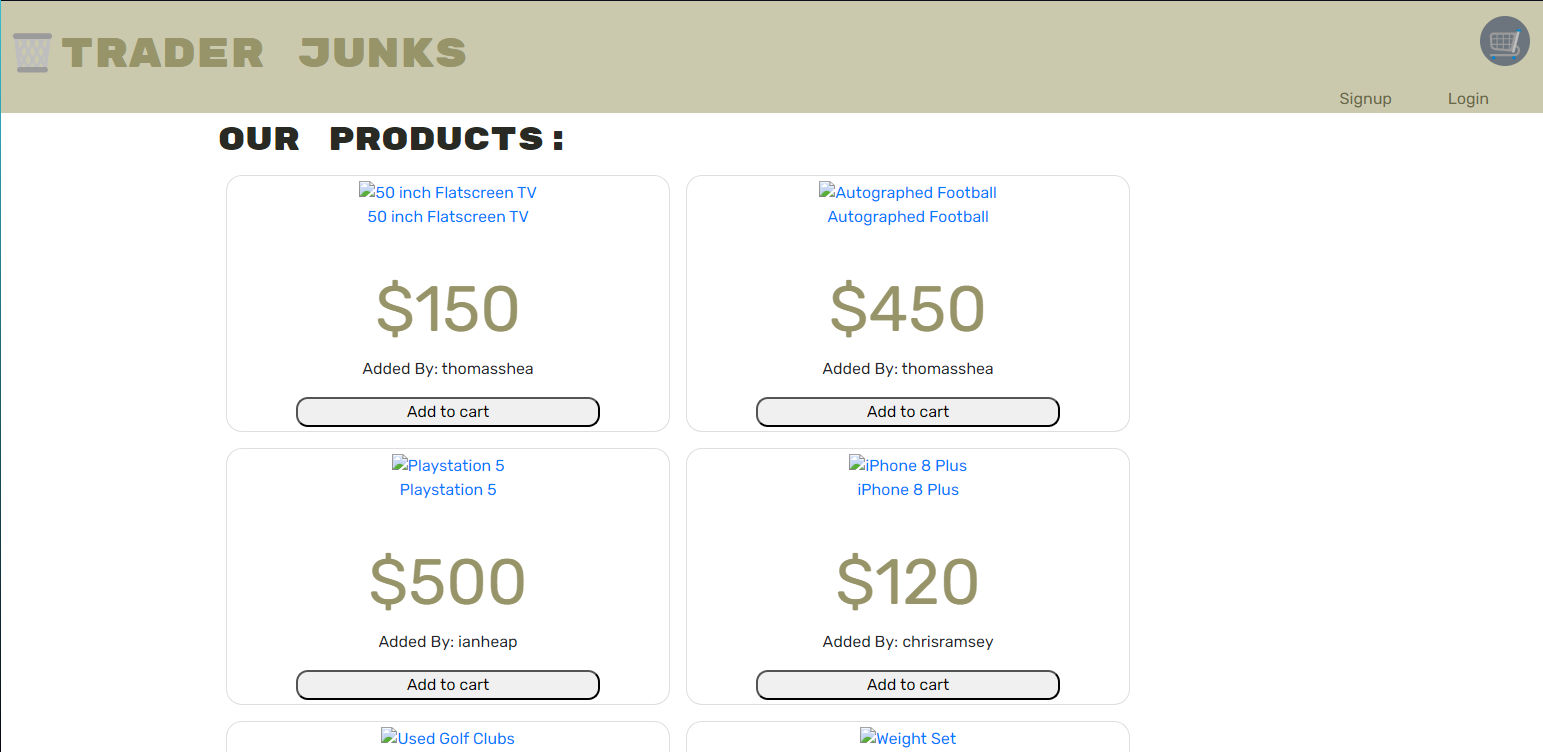 TRADER JUNKS
Signup Login
OUR PRODUCTS:
50 inch Flatscreen TV
50 inch Flatscreen TV
$150
Added By: thomasshea
Add to cart
Autographed Football
Autographed Football
$450
Added By: thomasshea
Add to cart
Playstation 5
Playstation 5
$500
Added By: ianheap
Add to cart
iPhone 8 Plus
iPhone 8 Plus
$120
Added By: chrisramsey
Add to cart
Used Golf Clubs
Weight Set